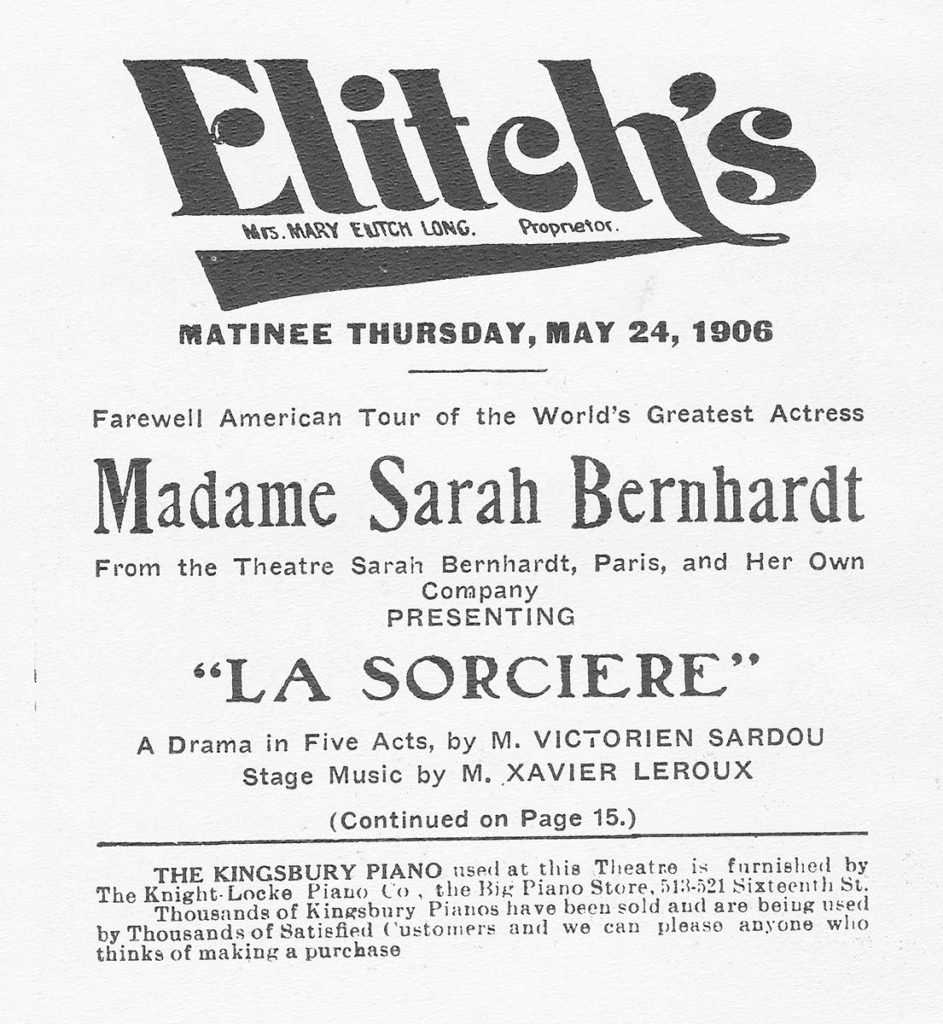 Elitch's
Mrs. MARY ELITCH LONG. Proprietor.
MATINEE THURSDAY, MAY 24, 1906
Farewell American Tour of the World's Greatest Actress
Madame Sarah Bernhardt
From the Theatre Sarah Bernhardt, Paris, and Her Own
Company
PRESENTING
“LA SORCIERE”
A Drama in Five Acts, by M. VICTORIEN SARDOU
Stage Music by M. XAVIER LEROUX
(Continued on Page 15.)
THE KINGSBURY PIANO used at this Theatre is furnished by
The Knight-Locke Piano Co., the Big Piano Store, 513-521 Sixteenth St.
Thousands of Kingsbury Pianos have been sold and are being used
by Thousands of Satisfied Customers and we can please anyone who
thinks of making a purchase